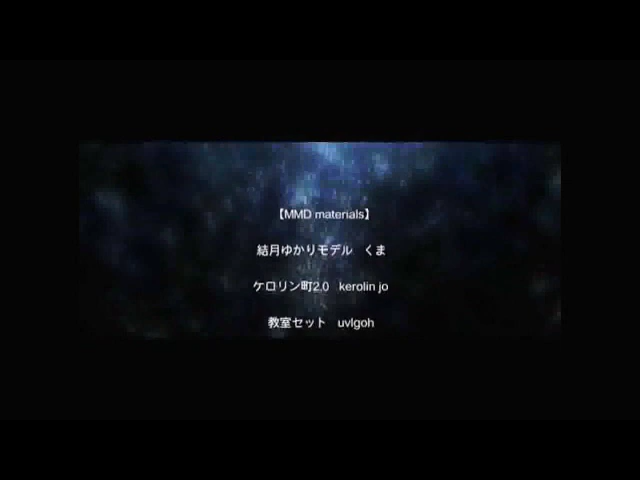 【MMD materials】
結月ゆかりモデル　くま
ケロリン町2.0　kerolin jo
教室セット　uvlgoh